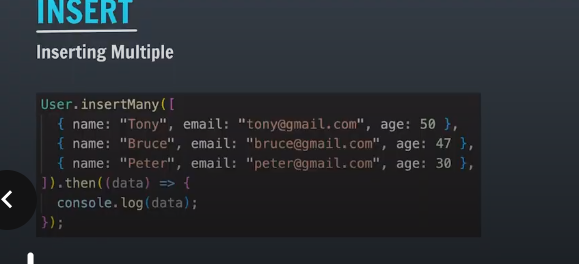 INSERT
Inserting Multiple
User.insertMany([
{ name: "Tony", email: "tony@gmail.com", age: 50 },
{ name: "Bruce", email: "bruce@gmail.com", age: 47 },
{ name: "Peter", email: "peter@gmail.com", age: 30 },
]).then((data) => {
console.log(data);
});